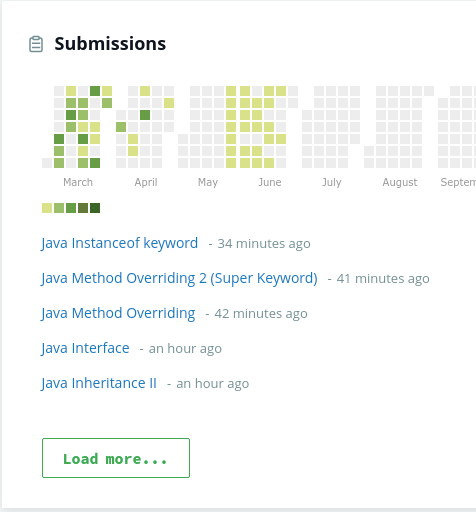 Submissions
March April May June July August Septem
Java Instanceof keyword - 34 minutes ago
Java Method Overriding 2 (Super Keyword) - 41 minutes ago
Java Method Overriding - 42 minutes ago
Java Interface - an hour ago
Java Inheritance II - an hour ago
Load more...